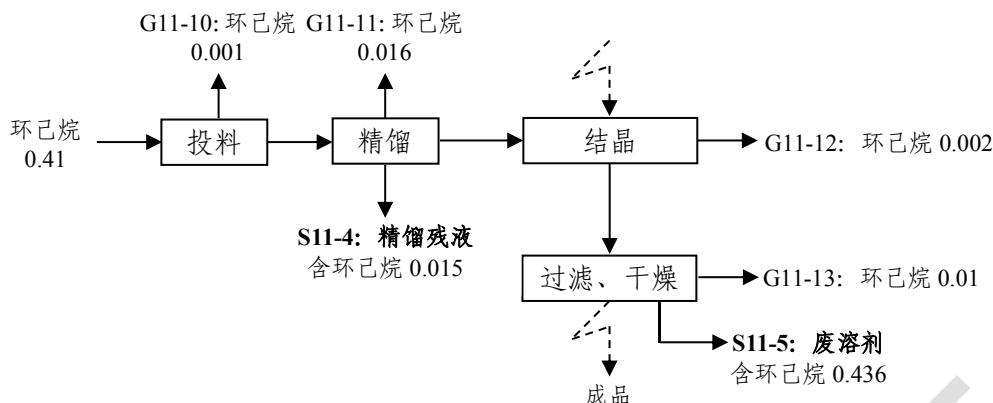 G11-10: 环己烷
0.001
G11-11: 环己烷
0.016
环己烷
0.41
投料
精馏
结晶
G11-12: 环己烷 0.002
S11-4: 精馏残液
含环己烷 0.015
过滤、干燥
G11-13: 环己烷 0.01
S11-5: 废溶剂
含环己烷 0.436
成品